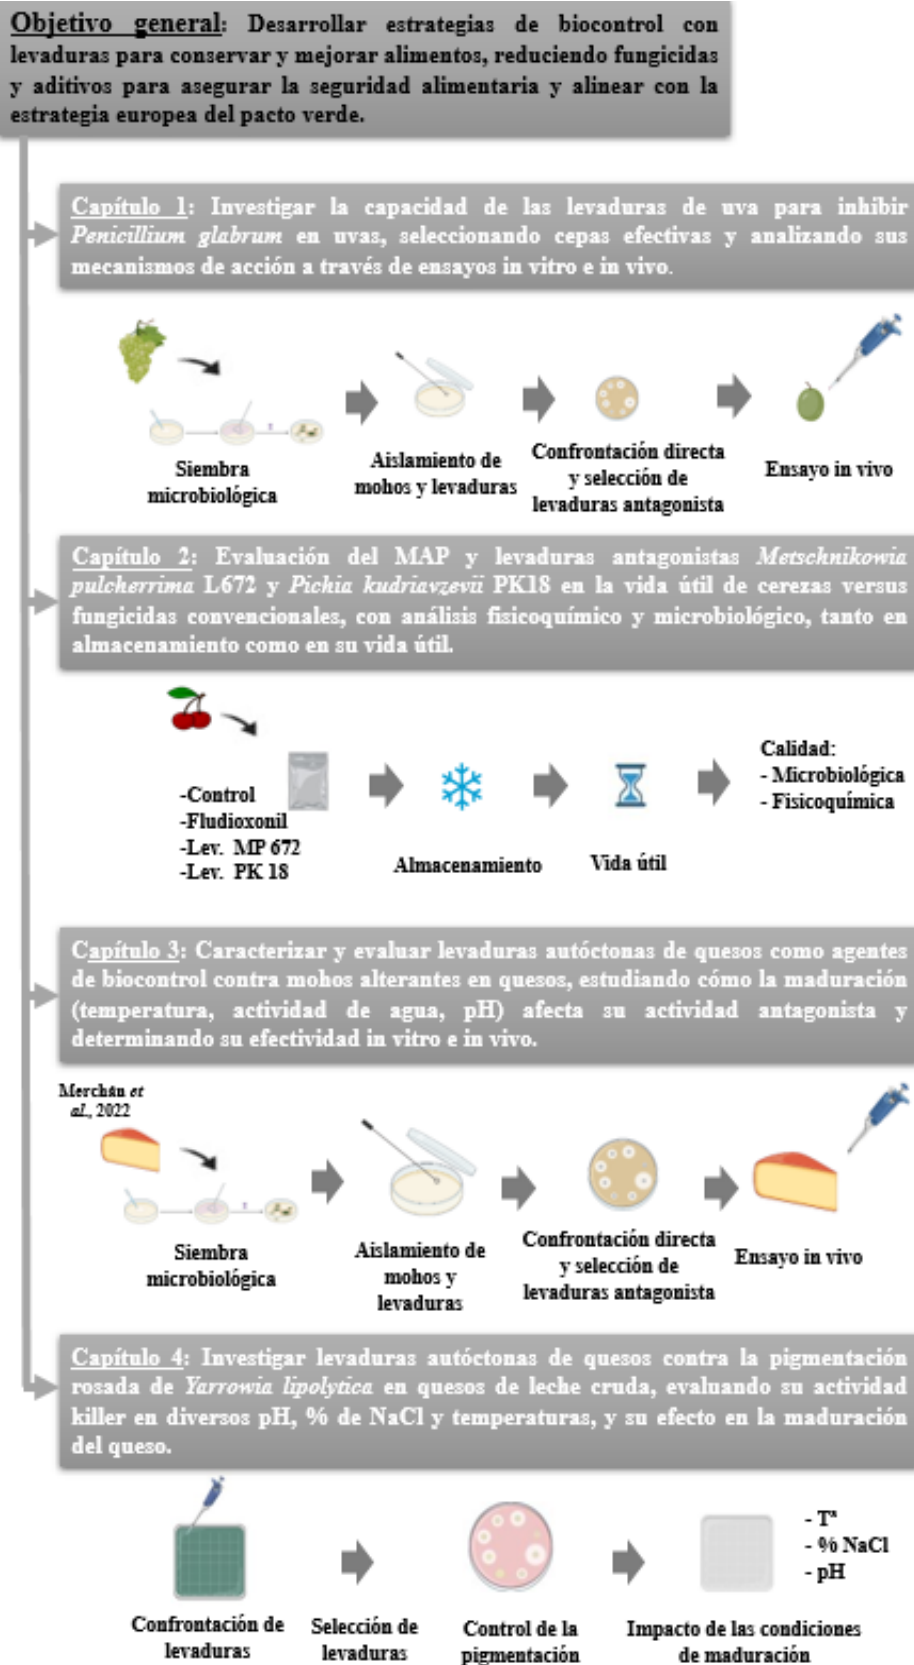 Objetivo general: Desarrollar estrategias de biocontrol con
levaduras para conservar y mejorar alimentos, reduciendo fungicidas
y aditivos para asegurar la seguridad alimentaria y alinear con la
estrategia europea del pacto verde.
Capítulo 1: Investigar la capacidad de las levaduras de uva para inhibir
Penicillium glabrum en uvas, seleccionando cepas efectivas y analizando sus
mecanismos de acción a través de ensayos in vitro e in vivo.
Siembra
microbiológica
Aislamiento de
mohos y levaduras
Confrontación directa
y selección de
levaduras antagonista
Ensayo in vivo
Capítulo 2: Evaluación del MAP y levaduras antagonistas Metschnikowia
pulcherrima L672 y Pichia kudriavzevii PK18 en la vida útil de cerezas versus
fungicidas convencionales, con análisis fisicoquímico y microbiológico, tanto en
almacenamiento como en su vida útil.
-Control
-Fludioxonil
-Lev. MP 672
-Lev. PK 18
Almacenamiento
Vida útil
Calidad:
- Microbiológica
- Fisicoquímica
Capítulo 3: Caracterizar y evaluar levaduras autóctonas de quesos como agentes
de biocontrol contra mohos alterantes en quesos, estudiando cómo la maduración
(temperatura, actividad de agua, pH) afecta su actividad antagonista y
determinando su efectividad in vitro e in vivo.
Merchán et
al., 2022
Siembra
microbiológica
Aislamiento de
mohos y
levaduras
Confrontación directa
y selección de
levaduras antagonista
Ensayo in vivo
Capítulo 4: Investigar levaduras autóctonas de quesos contra la pigmentación
rosada de Yarrowia lipolytica en quesos de leche cruda, evaluando su actividad
killer en diversos pH, % de NaCl y temperaturas, y su efecto en la maduración
del queso.
Confrontación de
levaduras
Selección de
levaduras
Control de la
pigmentación
- Tª
- % NaCl
- pH
Impacto de las condiciones
de maduración